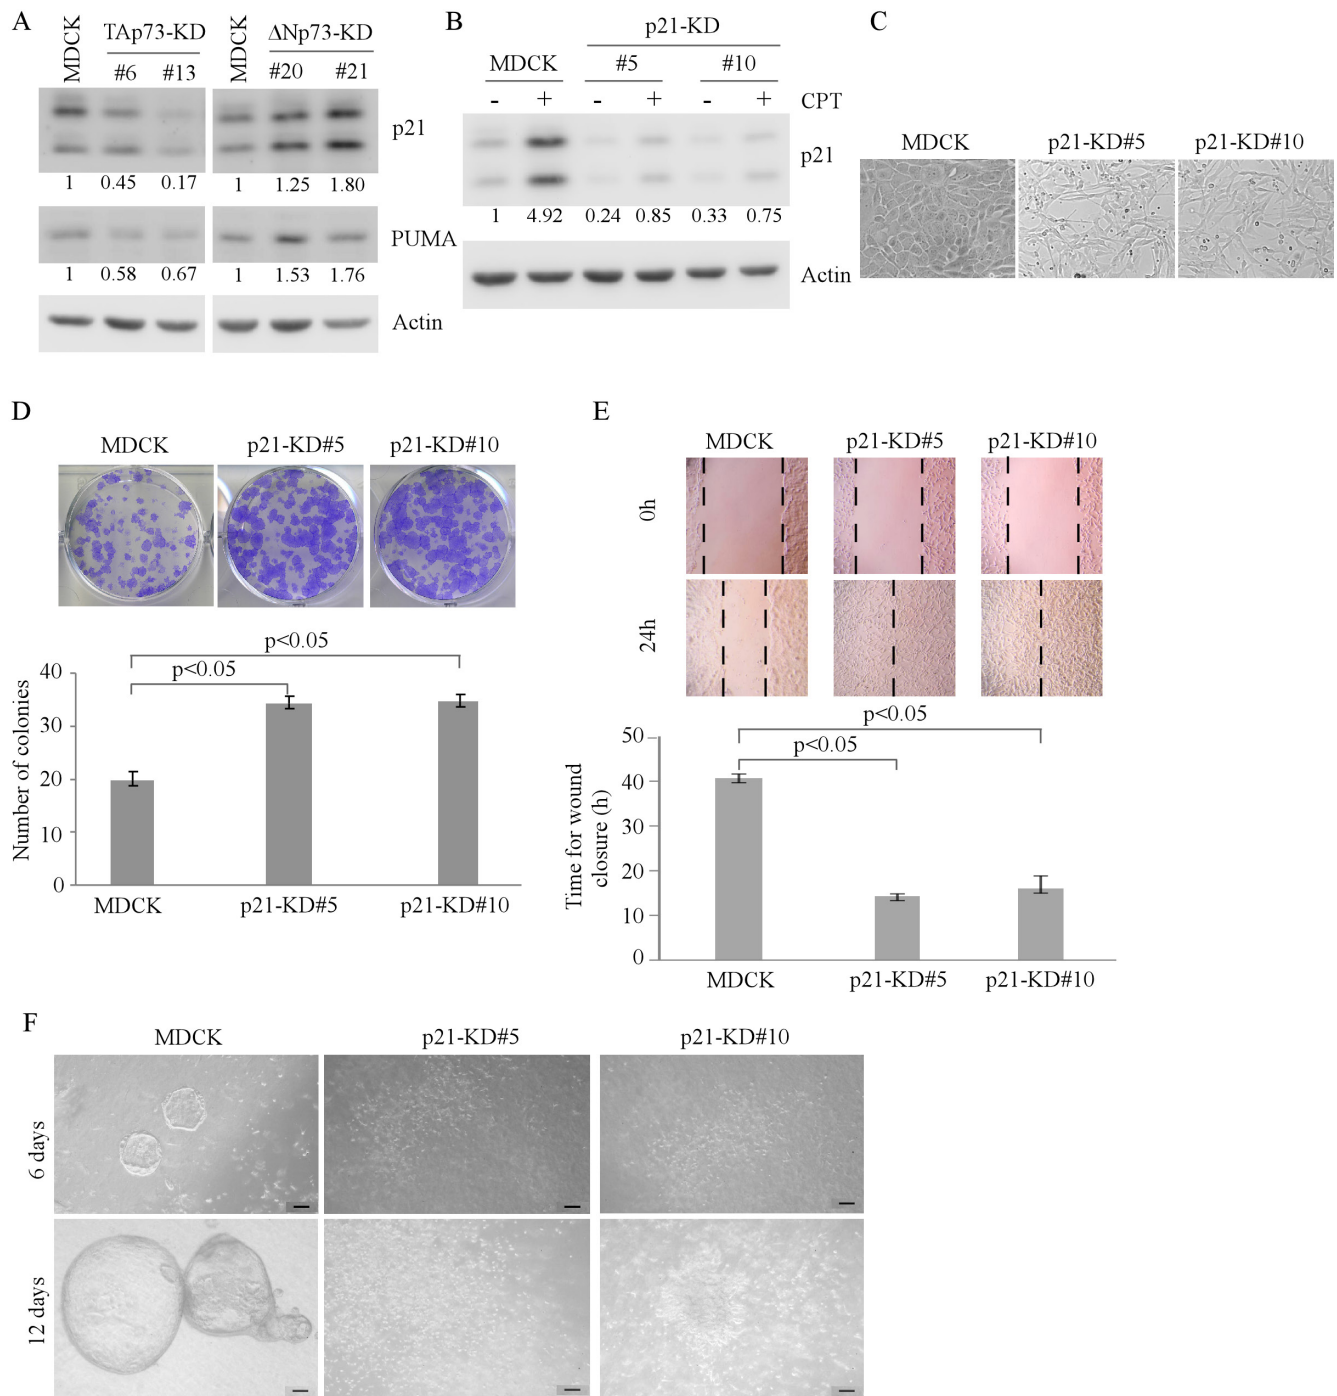 A
MDCK
TAp73-KD
#6 #13
MDCK
ΔNp73-KD
#20 #21
p21
1 0.45 0.17 1 1.25 1.80
PUMA
1 0.58 0.67 1 1.53 1.76
Actin
B
p21-KD
MDCK #5 #10
- + - + - + CPT
p21
1 4.92 0.24 0.85 0.33 0.75
Actin
C
MDCK p21-KD#5 p21-KD#10
D
MDCK p21-KD#5 p21-KD#10
p<0.05
p<0.05
Number of colonies
40
30
20
10
0
MDCK p21-KD#5 p21-KD#10
E
MDCK p21-KD#5 p21-KD#10
0h
24h
p<0.05
p<0.05
Time for wound
closure (h)
50
40
30
20
10
0
MDCK p21-KD#5 p21-KD#10
F
MDCK p21-KD#5 p21-KD#10
6 days
12 days